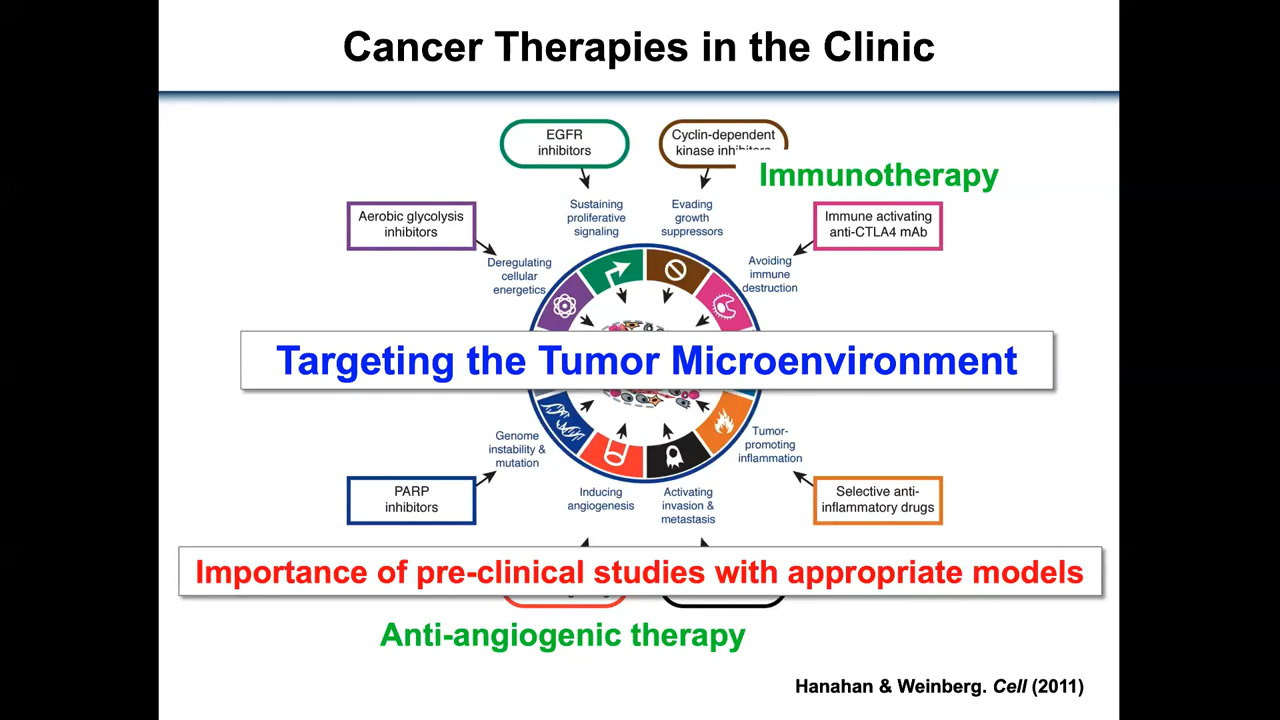 Cancer Therapies in the Clinic
EGFR
inhibitors
Cyclin-dependent
kinase inhibitors
Immunotherapy
Aerobic glycolysis
inhibitors
Sustaining
proliferative
signaling
Evading
growth
suppressors
Immune activating
anti-CTLA4 mAb
Deregulating
cellular
energetics
Avoiding
immune
destruction
Targeting the Tumor Microenvironment
Genome
instability &
mutation
Tumor-
promoting
inflammation
PARP
inhibitors
Inducing
angiogenesis
Activating
invasion &
metastasis
Selective anti-
inflammatory drugs
Importance of pre-clinical studies with appropriate models
Anti-angiogenic therapy
Hanahan & Weinberg. Cell (2011)